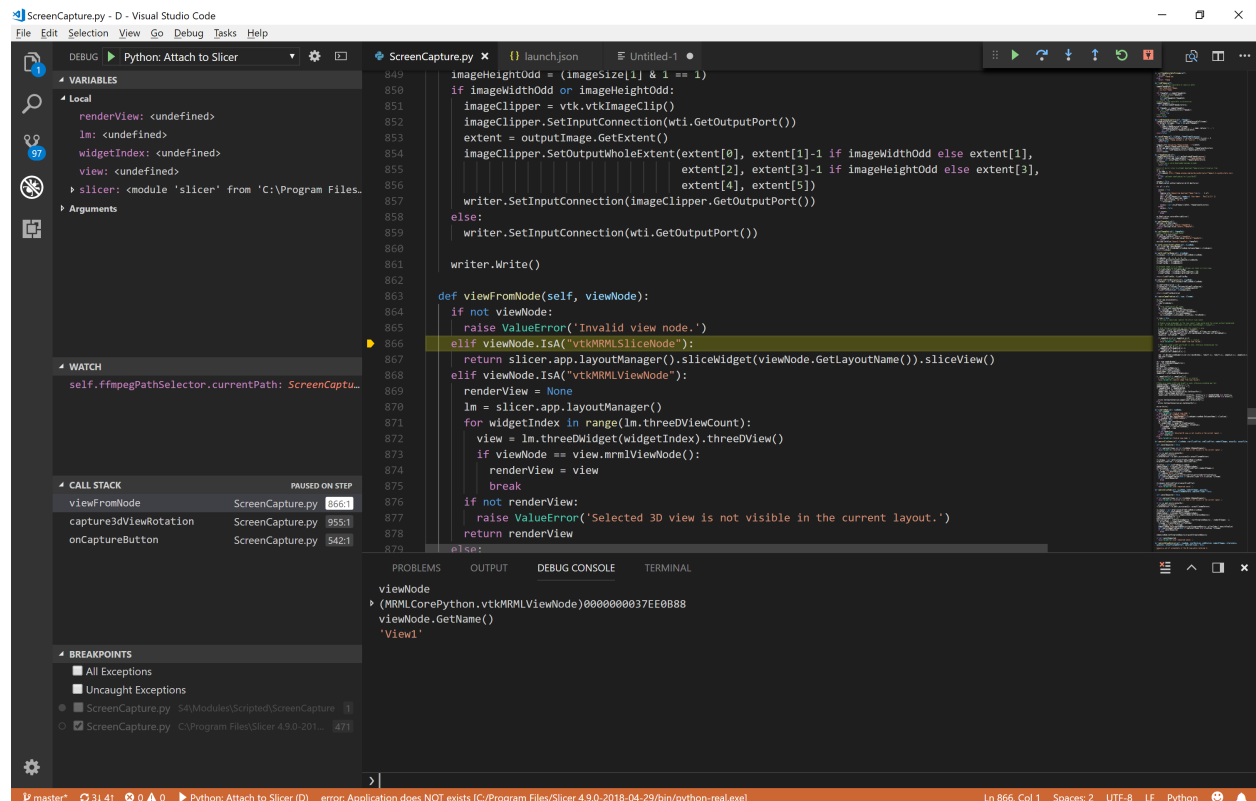 ScreenCapture.py - D - Visual Studio Code
File Edit Selection View Go Debug Tasks Help
DEBUG Python: Attach to Slicer
ScreenCapture.py
{} launch.json
Untitled-1
1
97
VARIABLES
Local
renderView: <undefined>
lm: <undefined>
widgetIndex: <undefined>
view: <undefined>
slicer: <module 'slicer' from 'C:\Program Files…
Arguments
WATCH
self.ffmpegPathSelector.currentPath: ScreenCaptu…
CALL STACK PAUSED ON STEP
viewFromNode ScreenCapture.py 866:1
capture3dViewRotation ScreenCapture.py 955:1
onCaptureButton ScreenCapture.py 542:1
BREAKPOINTS
All Exceptions
Uncaught Exceptions
ScreenCapture.py S4\Modules\Scripted\ScreenCapture 1
ScreenCapture.py C:\Program Files\Slicer 4.9.0-201... 471
849 imageHeightOdd = (imageSize[1] & 1 == 1)
850 if imageWidthOdd or imageHeightOdd:
851 imageClipper = vtk.vtkImageClip()
852 imageClipper.SetInputConnection(wti.GetOutputPort())
853 extent = outputImage.GetExtent()
854 imageClipper.SetOutputWholeExtent(extent[0], extent[1]-1 if imageWidthOdd else extent[1],
855 extent[2], extent[3]-1 if imageHeightOdd else extent[3],
856 extent[4], extent[5])
857 writer.SetInputConnection(imageClipper.GetOutputPort())
858 else:
859 writer.SetInputConnection(wti.GetOutputPort())
860
861 writer.Write()
862
863 def viewFromNode(self, viewNode):
864 if not viewNode:
865 raise ValueError('Invalid view node.')
866 elif viewNode.IsA("vtkMRMLSliceNode"):
867 return slicer.app.layoutManager().sliceWidget(viewNode.GetLayoutName()).sliceView()
868 elif viewNode.IsA("vtkMRMLViewNode"):
869 renderView = None
870 lm = slicer.app.layoutManager()
871 for widgetIndex in range(lm.threeDViewCount):
872 view = lm.threeDWidget(widgetIndex).threeDView()
873 if viewNode == view.mrmlViewNode():
874 renderView = view
875 break
876 if not renderView:
877 raise ValueError('Selected 3D view is not visible in the current layout.')
878 return renderView
879 else:
PROBLEMS OUTPUT DEBUG CONSOLE TERMINAL
viewNode
(MRMLCorePython.vtkMRMLViewNode)0000000037EE0B88
viewNode.GetName()
'View1'
master* 3↓ 4↑ 0 0 Python: Attach to Slicer (D) error: Application does NOT exists [C:/Program Files/Slicer 4.9.0-2018-04-29/bin/python-real.exe] Ln 866, Col 1 Spaces: 2 UTF-8 LF Python